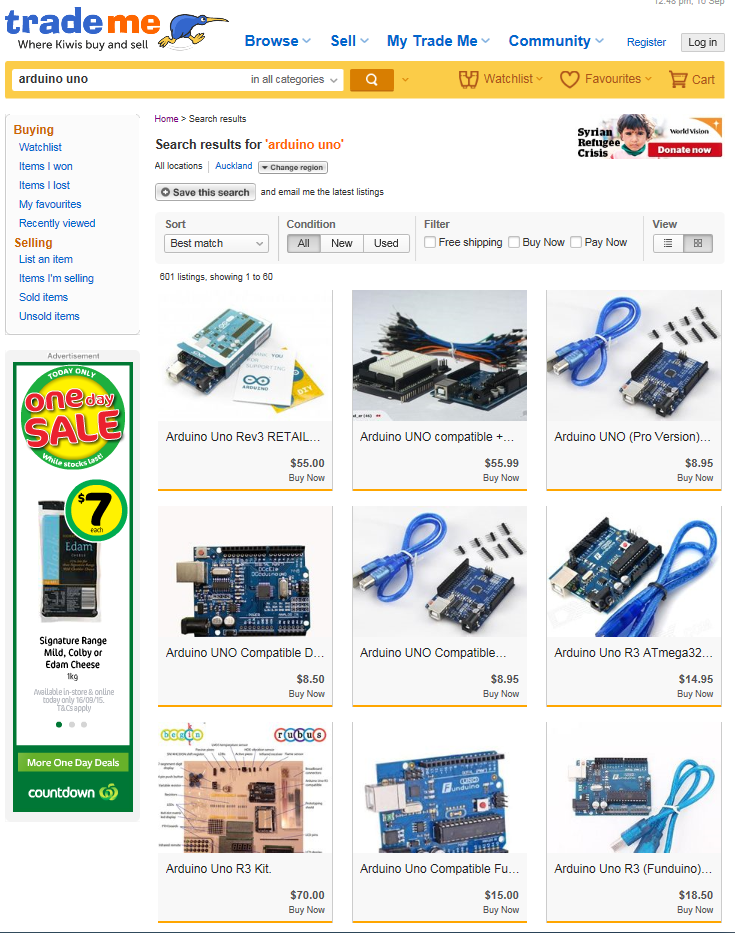 12:48 pm, 16 Sep
trade me
Where Kiwis buy and sell
Browse Sell My Trade Me Community Register Log in
arduino uno in all categories Watchlist Favourites Cart
Buying
Watchlist
Items I won
Items I lost
My favourites
Recently viewed
Selling
List an item
Items I'm selling
Sold items
Unsold items
Home > Search results
Search results for 'arduino uno'
All locations Auckland Change region
Save this search and email me the latest listings
Syrian
Refugee
Crisis
World Vision
Donate now
Sort Condition Filter View
Best match All New Used Free shipping Buy Now Pay Now
601 listings, showing 1 to 60
THANK
YOU
FOR
SUPPORTING
ARDUINO
DIY
Arduino Uno Rev3 RETAIL...
$55.00
Buy Now
Arduino UNO compatible +...
$55.99
Buy Now
Arduino UNO (Pro Version)...
$8.95
Buy Now
Arduino UNO Compatible D...
$8.50
Buy Now
Arduino UNO Compatible...
$8.95
Buy Now
Arduino Uno R3 ATmega32...
$14.95
Buy Now
begin rubus
Arduino Uno R3 Kit.
$70.00
Buy Now
UNO
Funduino
Arduino Uno Compatible Fu...
$15.00
Buy Now
Arduino Uno R3 (Funduino)...
$18.50
Buy Now
Advertisement
TODAY ONLY
one day
SALE
While stocks last!
$7
each
Edam
Signature Range
Mild, Colby or
Edam Cheese
1kg
Available in-store & online
today only 16/09/15.
T&Cs apply
More One Day Deals
countdown